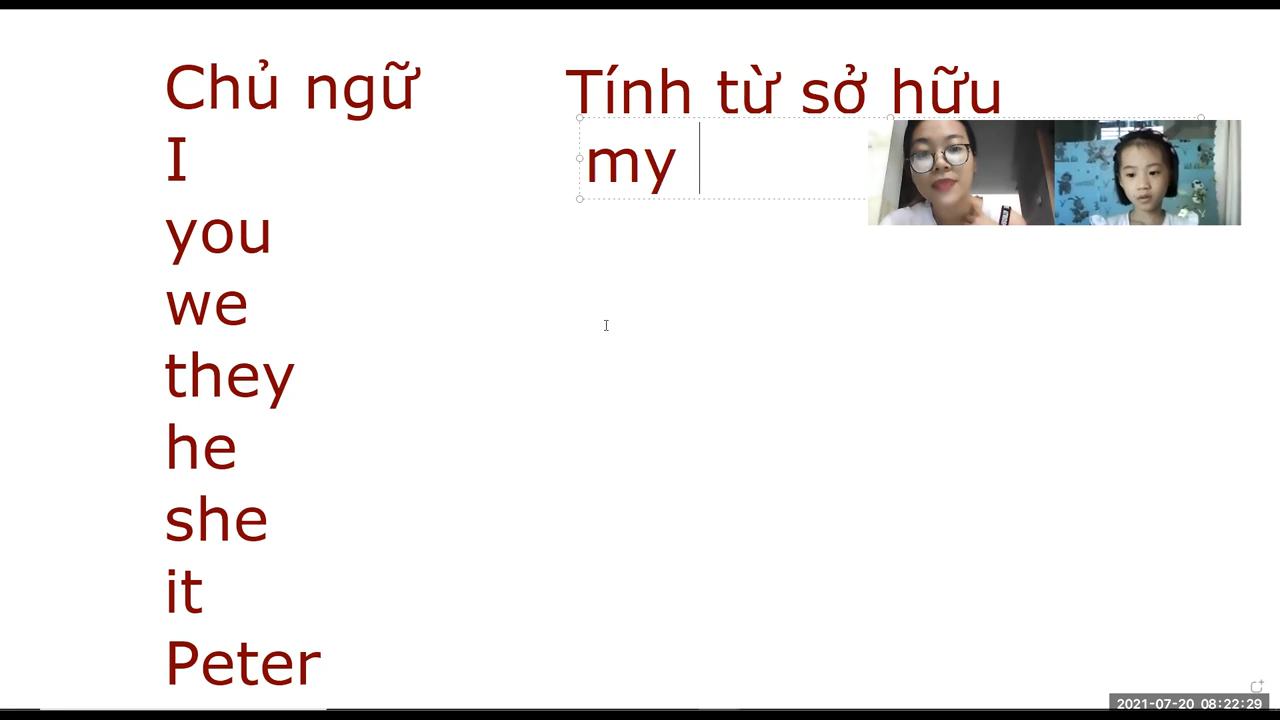 Chủ ngữ
Tính từ sở hữu
I
my
you
we
they
he
she
it
Peter
2021-07-20 08:22:29